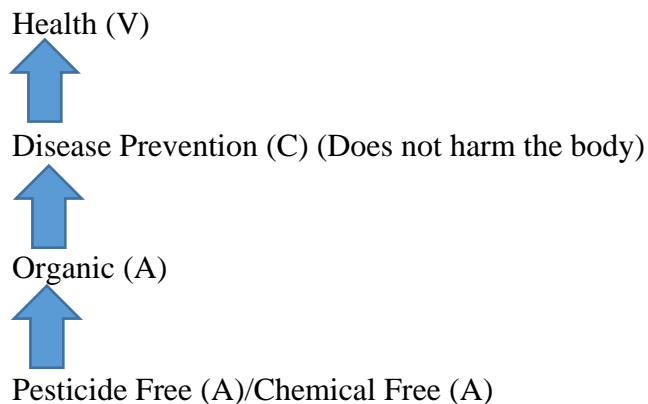 Health (V)
Disease Prevention (C) (Does not harm the body)
Organic (A)
Pesticide Free (A)/Chemical Free (A)